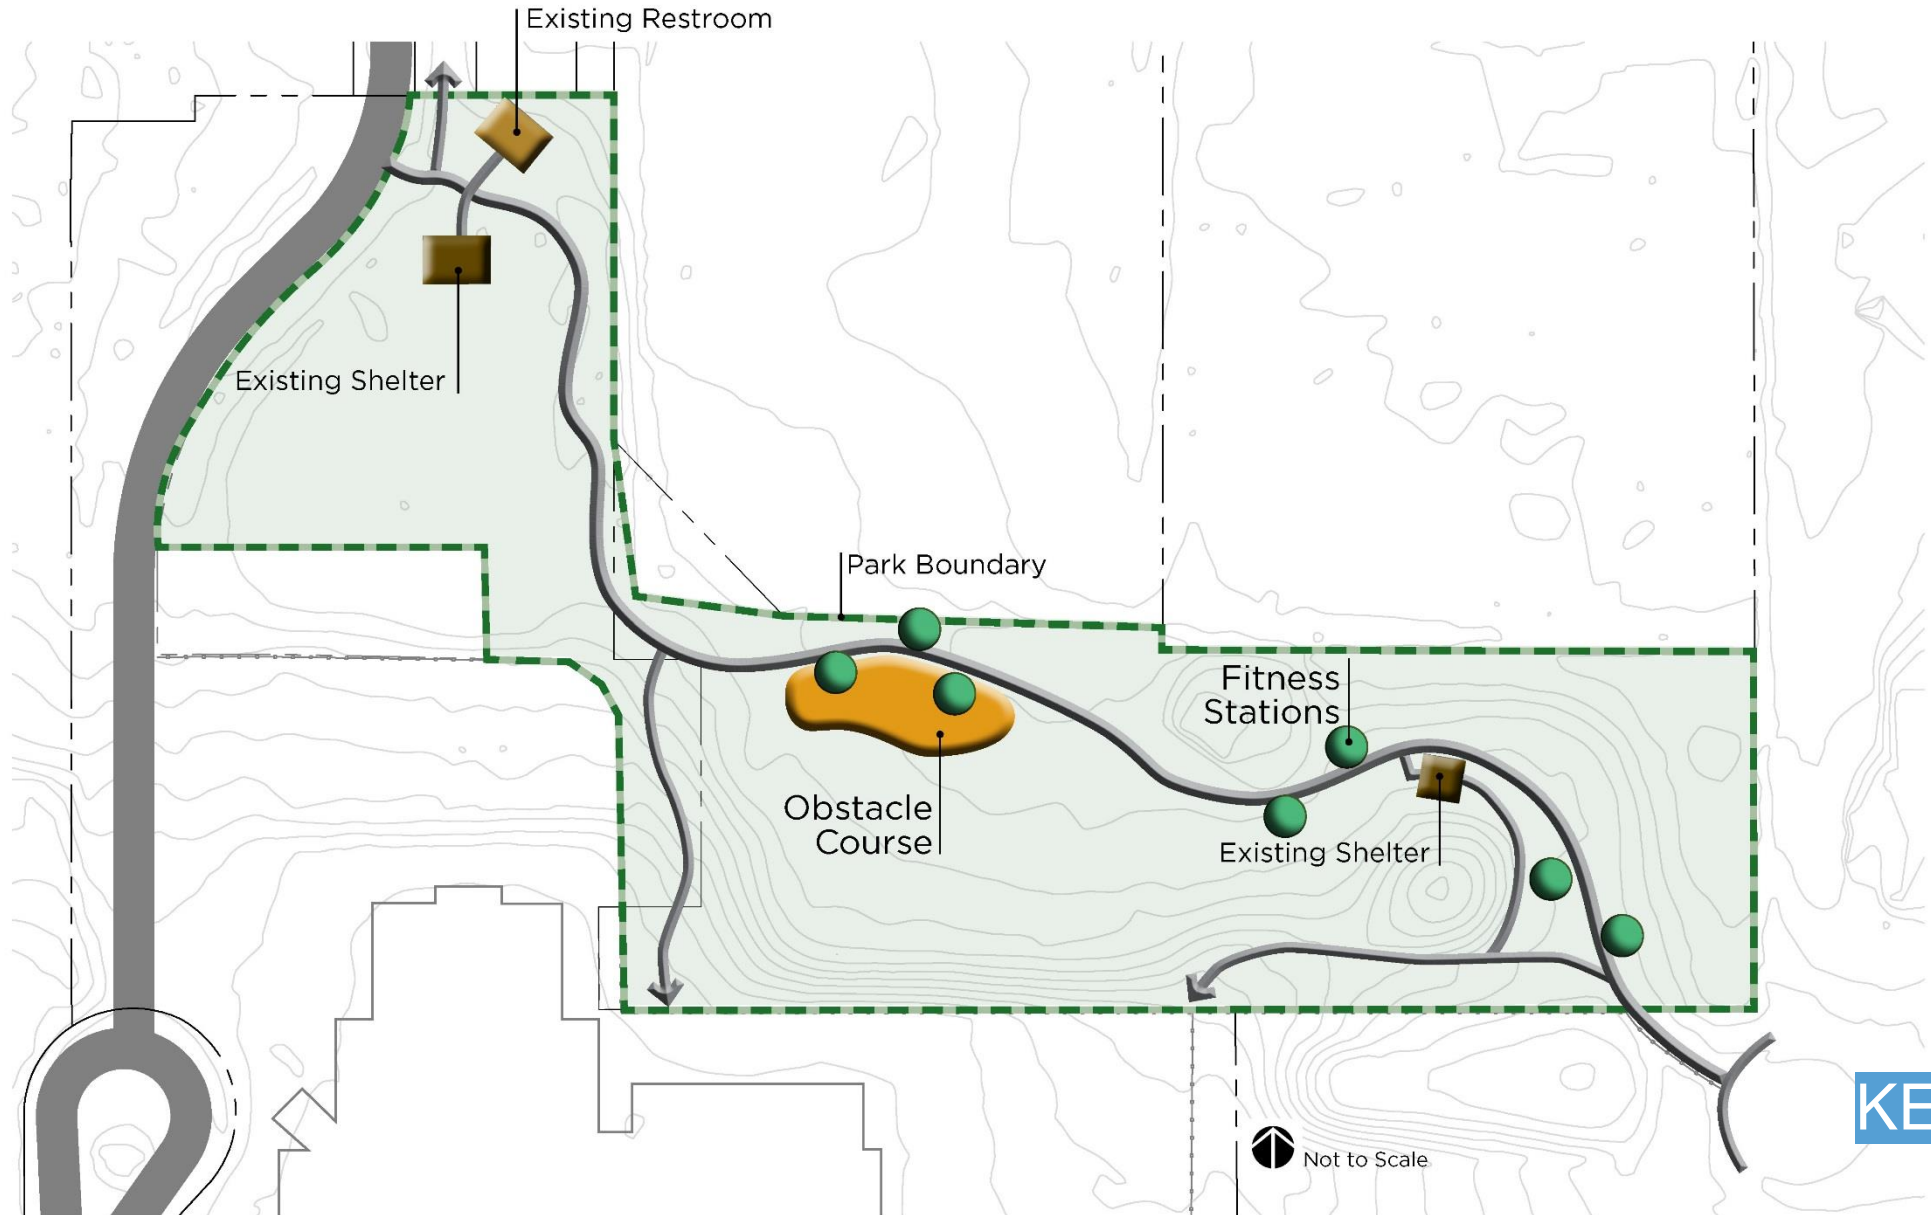 Existing Restroom
Existing Shelter
Park Boundary
Fitness
Stations
Obstacle
Course
Existing Shelter
KE
Not to Scale